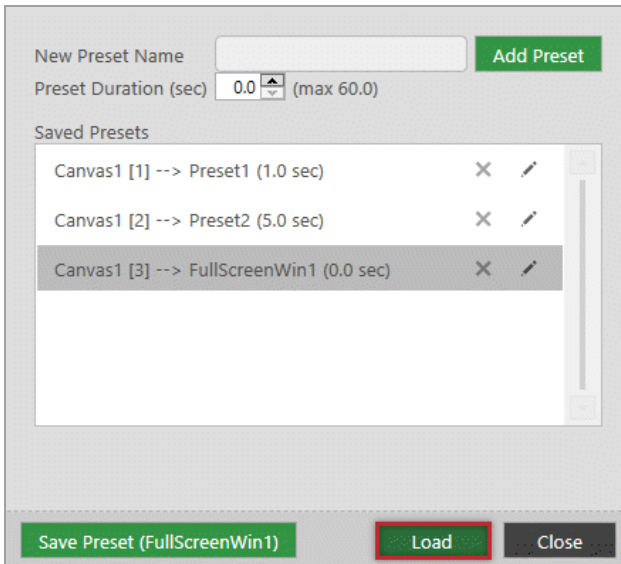 New Preset Name Add Preset
Preset Duration (sec) 0.0 (max 60.0)
Saved Presets
Canvas1 [1] --> Preset1 (1.0 sec)
Canvas1 [2] --> Preset2 (5.0 sec)
Canvas1 [3] --> FullScreenWin1 (0.0 sec)
Save Preset (FullScreenWin1) Load Close